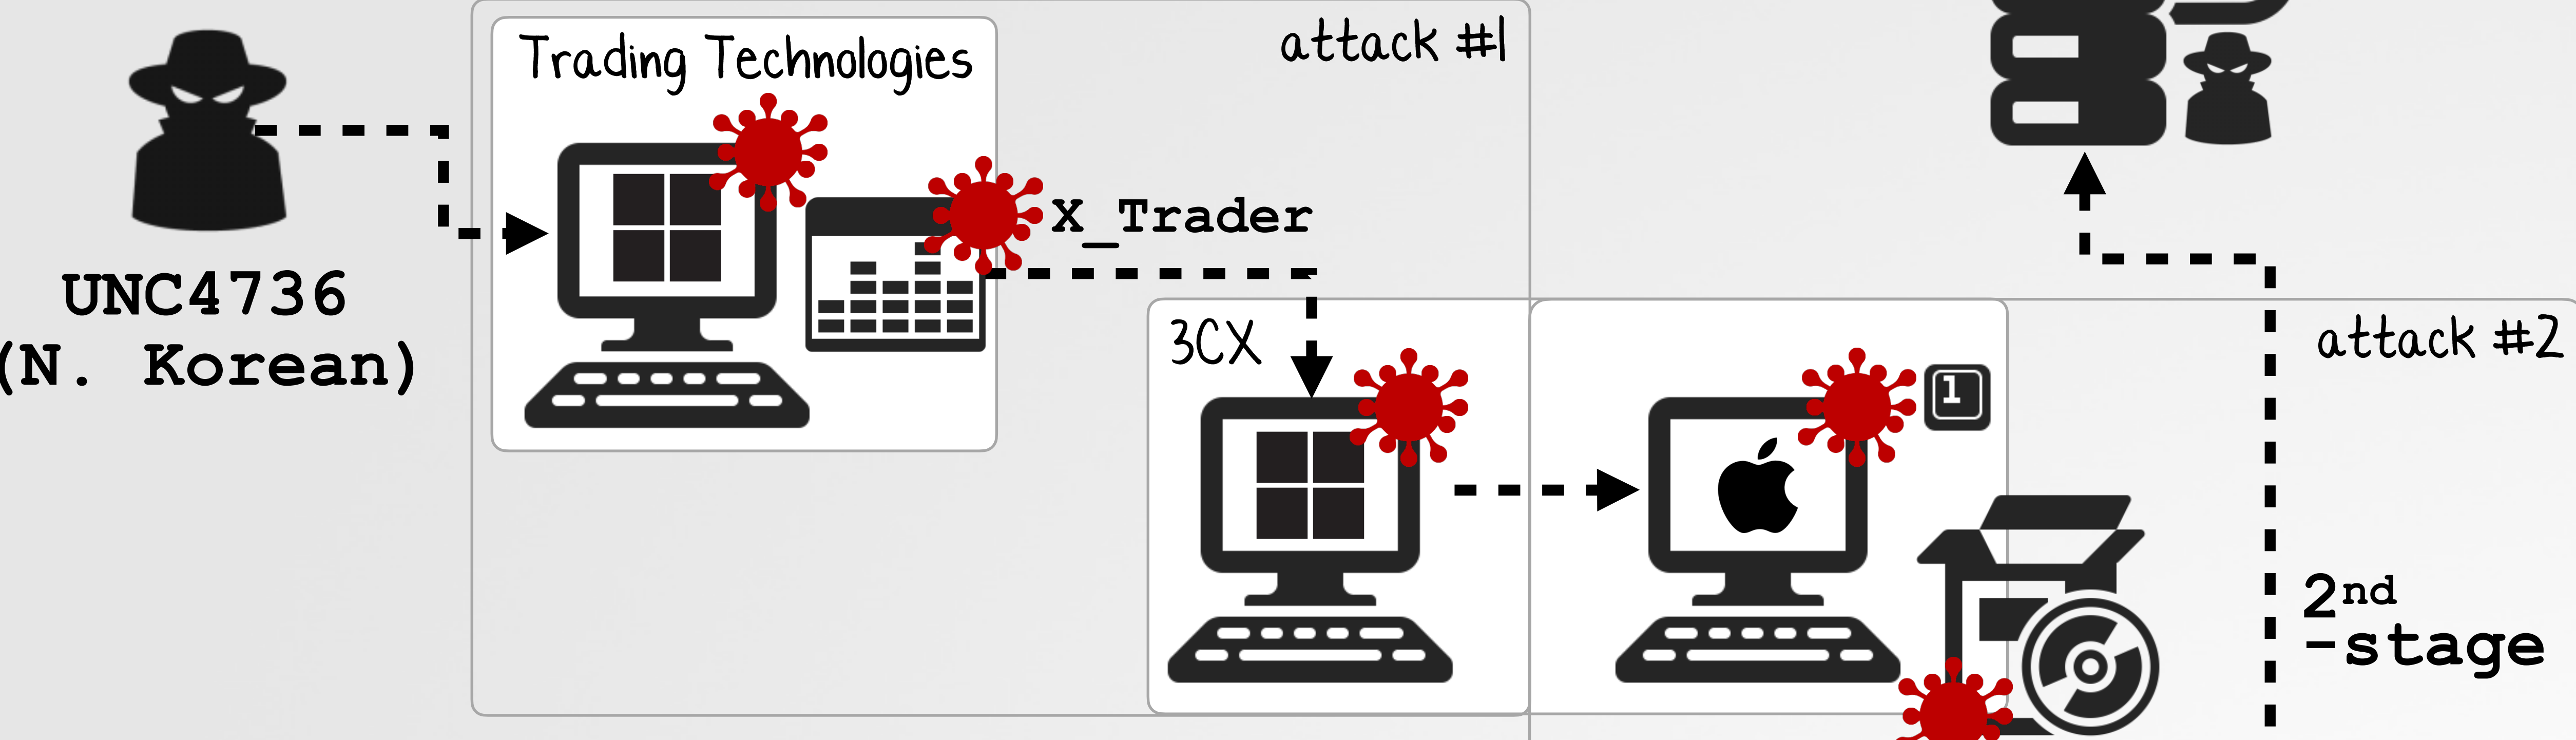 Trading Technologies
attack #1
X_Trader
UNC4736
(N. Korean)
3CX
1
attack #2
2nd
-stage